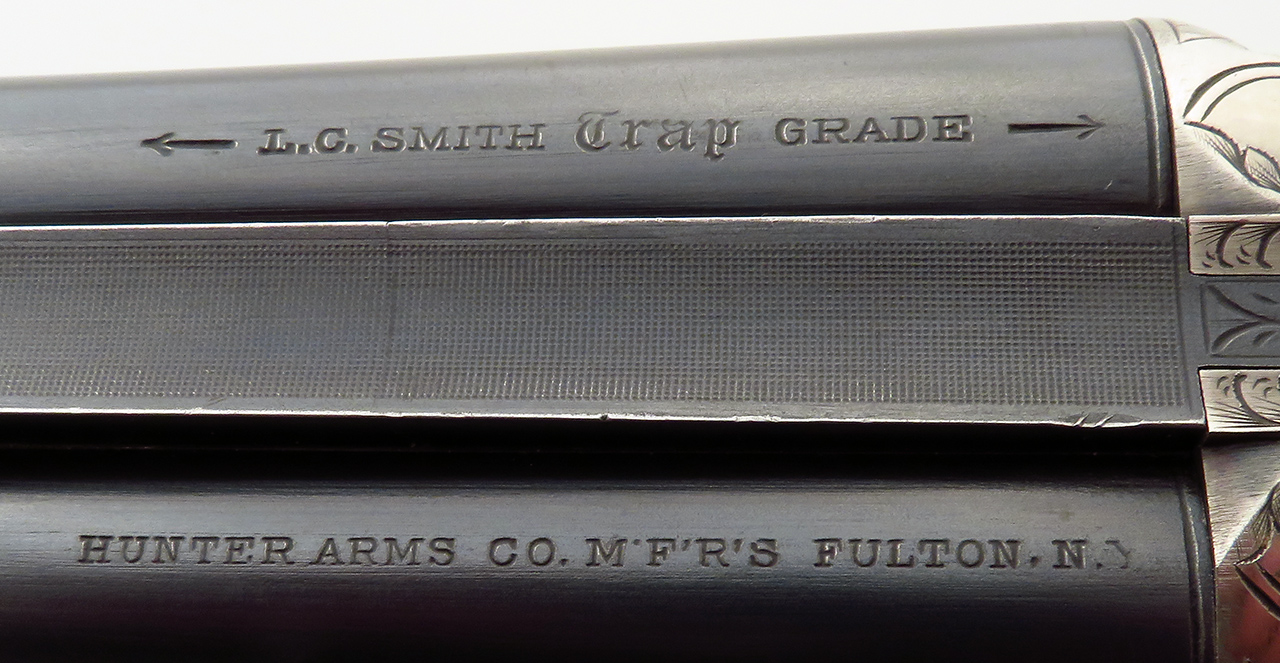 L.C. SMITH Trap GRADE
HUNTER ARMS CO. M'F'R'S FULTON, N.Y